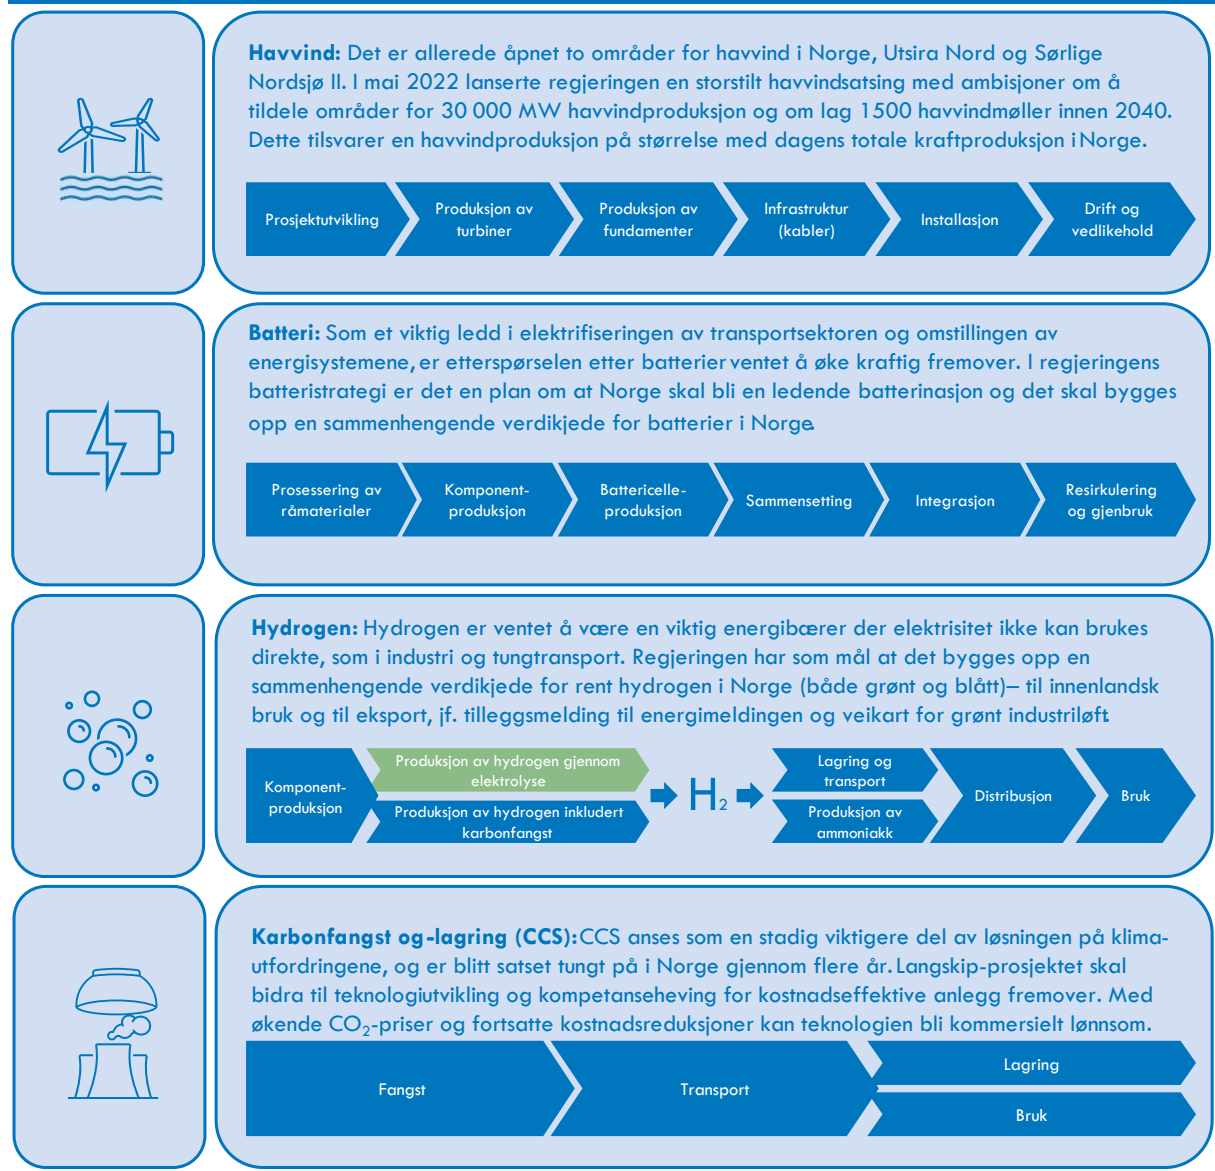 Havvind: Det er allerede åpnet to områder for havvind i Norge, Utsira Nord og Sørlige
Nordsjø II. I mai 2022 lanserte regjeringen en storstilt havvindsatsing med ambisjoner om å
tildele områder for 30 000 MW havvindproduksjon og om lag 1500 havvindmøller innen 2040.
Dette tilsvarer en havvindproduksjon på størrelse med dagens totale kraftproduksjon i Norge.
Prosjektutvikling
Produksjon av
turbiner
Produksjon av
fundamenter
Infrastruktur
(kabler)
Installasjon
Drift og
vedlikehold
Batteri: Som et viktig ledd i elektrifiseringen av transportsektoren og omstillingen av
energisystemene, er etterspørselen etter batterier ventet å øke kraftig fremover. I regjeringens
batteristrategi er det en plan om at Norge skal bli en ledende batterinasjon og det skal bygges
opp en sammenhengende verdikjede for batterier i Norge.
Prosessering av
råmaterialer
Komponent-
produksjon
Battericelle-
produksjon
Sammensetting
Integrasjon
Resirkulering
og gjenbruk
Hydrogen: Hydrogen er ventet å være en viktig energibærer der elektrisitet ikke kan brukes
direkte, som i industri og tungtransport. Regjeringen har som mål at det bygges opp en
sammenhengende verdikjede for rent hydrogen i Norge (både grønt og blått)– til innenlandsk
bruk og til eksport, jf. tilleggsmelding til energimeldingen og veikart for grønt industriløft.
Komponent-
produksjon
Produksjon av hydrogen gjennom
elektrolyse
Produksjon av hydrogen inkludert
karbonfangst
H₂
Lagring og
transport
Produksjon av
ammoniakk
Distribusjon
Bruk
Karbonfangst og -lagring (CCS): CCS anses som en stadig viktigere del av løsningen på klima-
utfordringene, og er blitt satset tungt på i Norge gjennom flere år. Langskip-prosjektet skal
bidra til teknologiutvikling og kompetanseheving for kostnadseffektive anlegg fremover. Med
økende CO₂-priser og fortsatte kostnadsreduksjoner kan teknologien bli kommersielt lønnsom.
Fangst
Transport
Lagring
Bruk